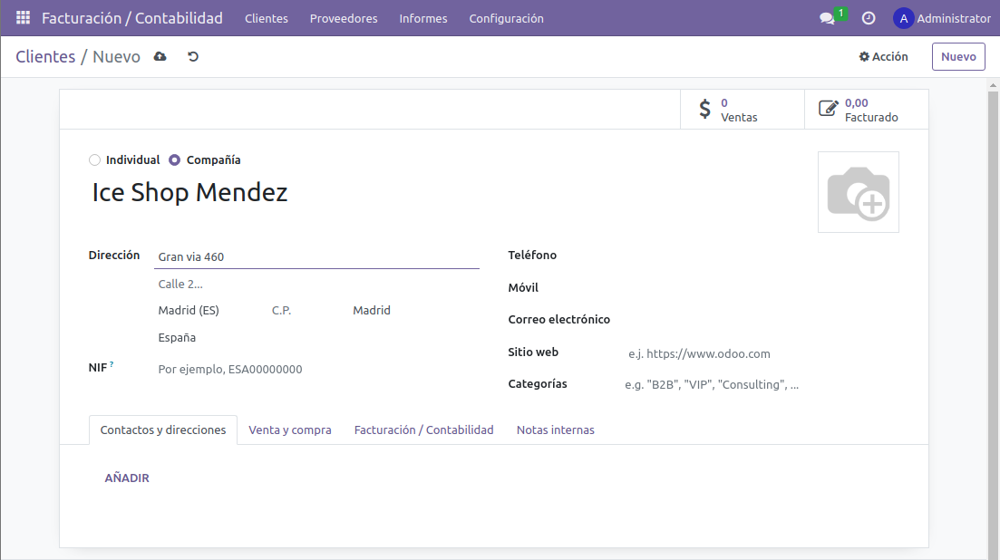 Facturación / Contabilidad Clientes Proveedores Informes Configuración 1 A Administrator
Clientes / Nuevo Acción Nuevo
0
Ventas
0,00
Facturado
Individual Compañía
Ice Shop Mendez
Dirección Gran via 460
Calle 2...
Madrid (ES) C.P. Madrid
España
NIF ? Por ejemplo, ESA00000000
Teléfono
Móvil
Correo electrónico
Sitio web e.j. https://www.odoo.com
Categorías e.g. "B2B", "VIP", "Consulting", ...
Contactos y direcciones Venta y compra Facturación / Contabilidad Notas internas
AÑADIR